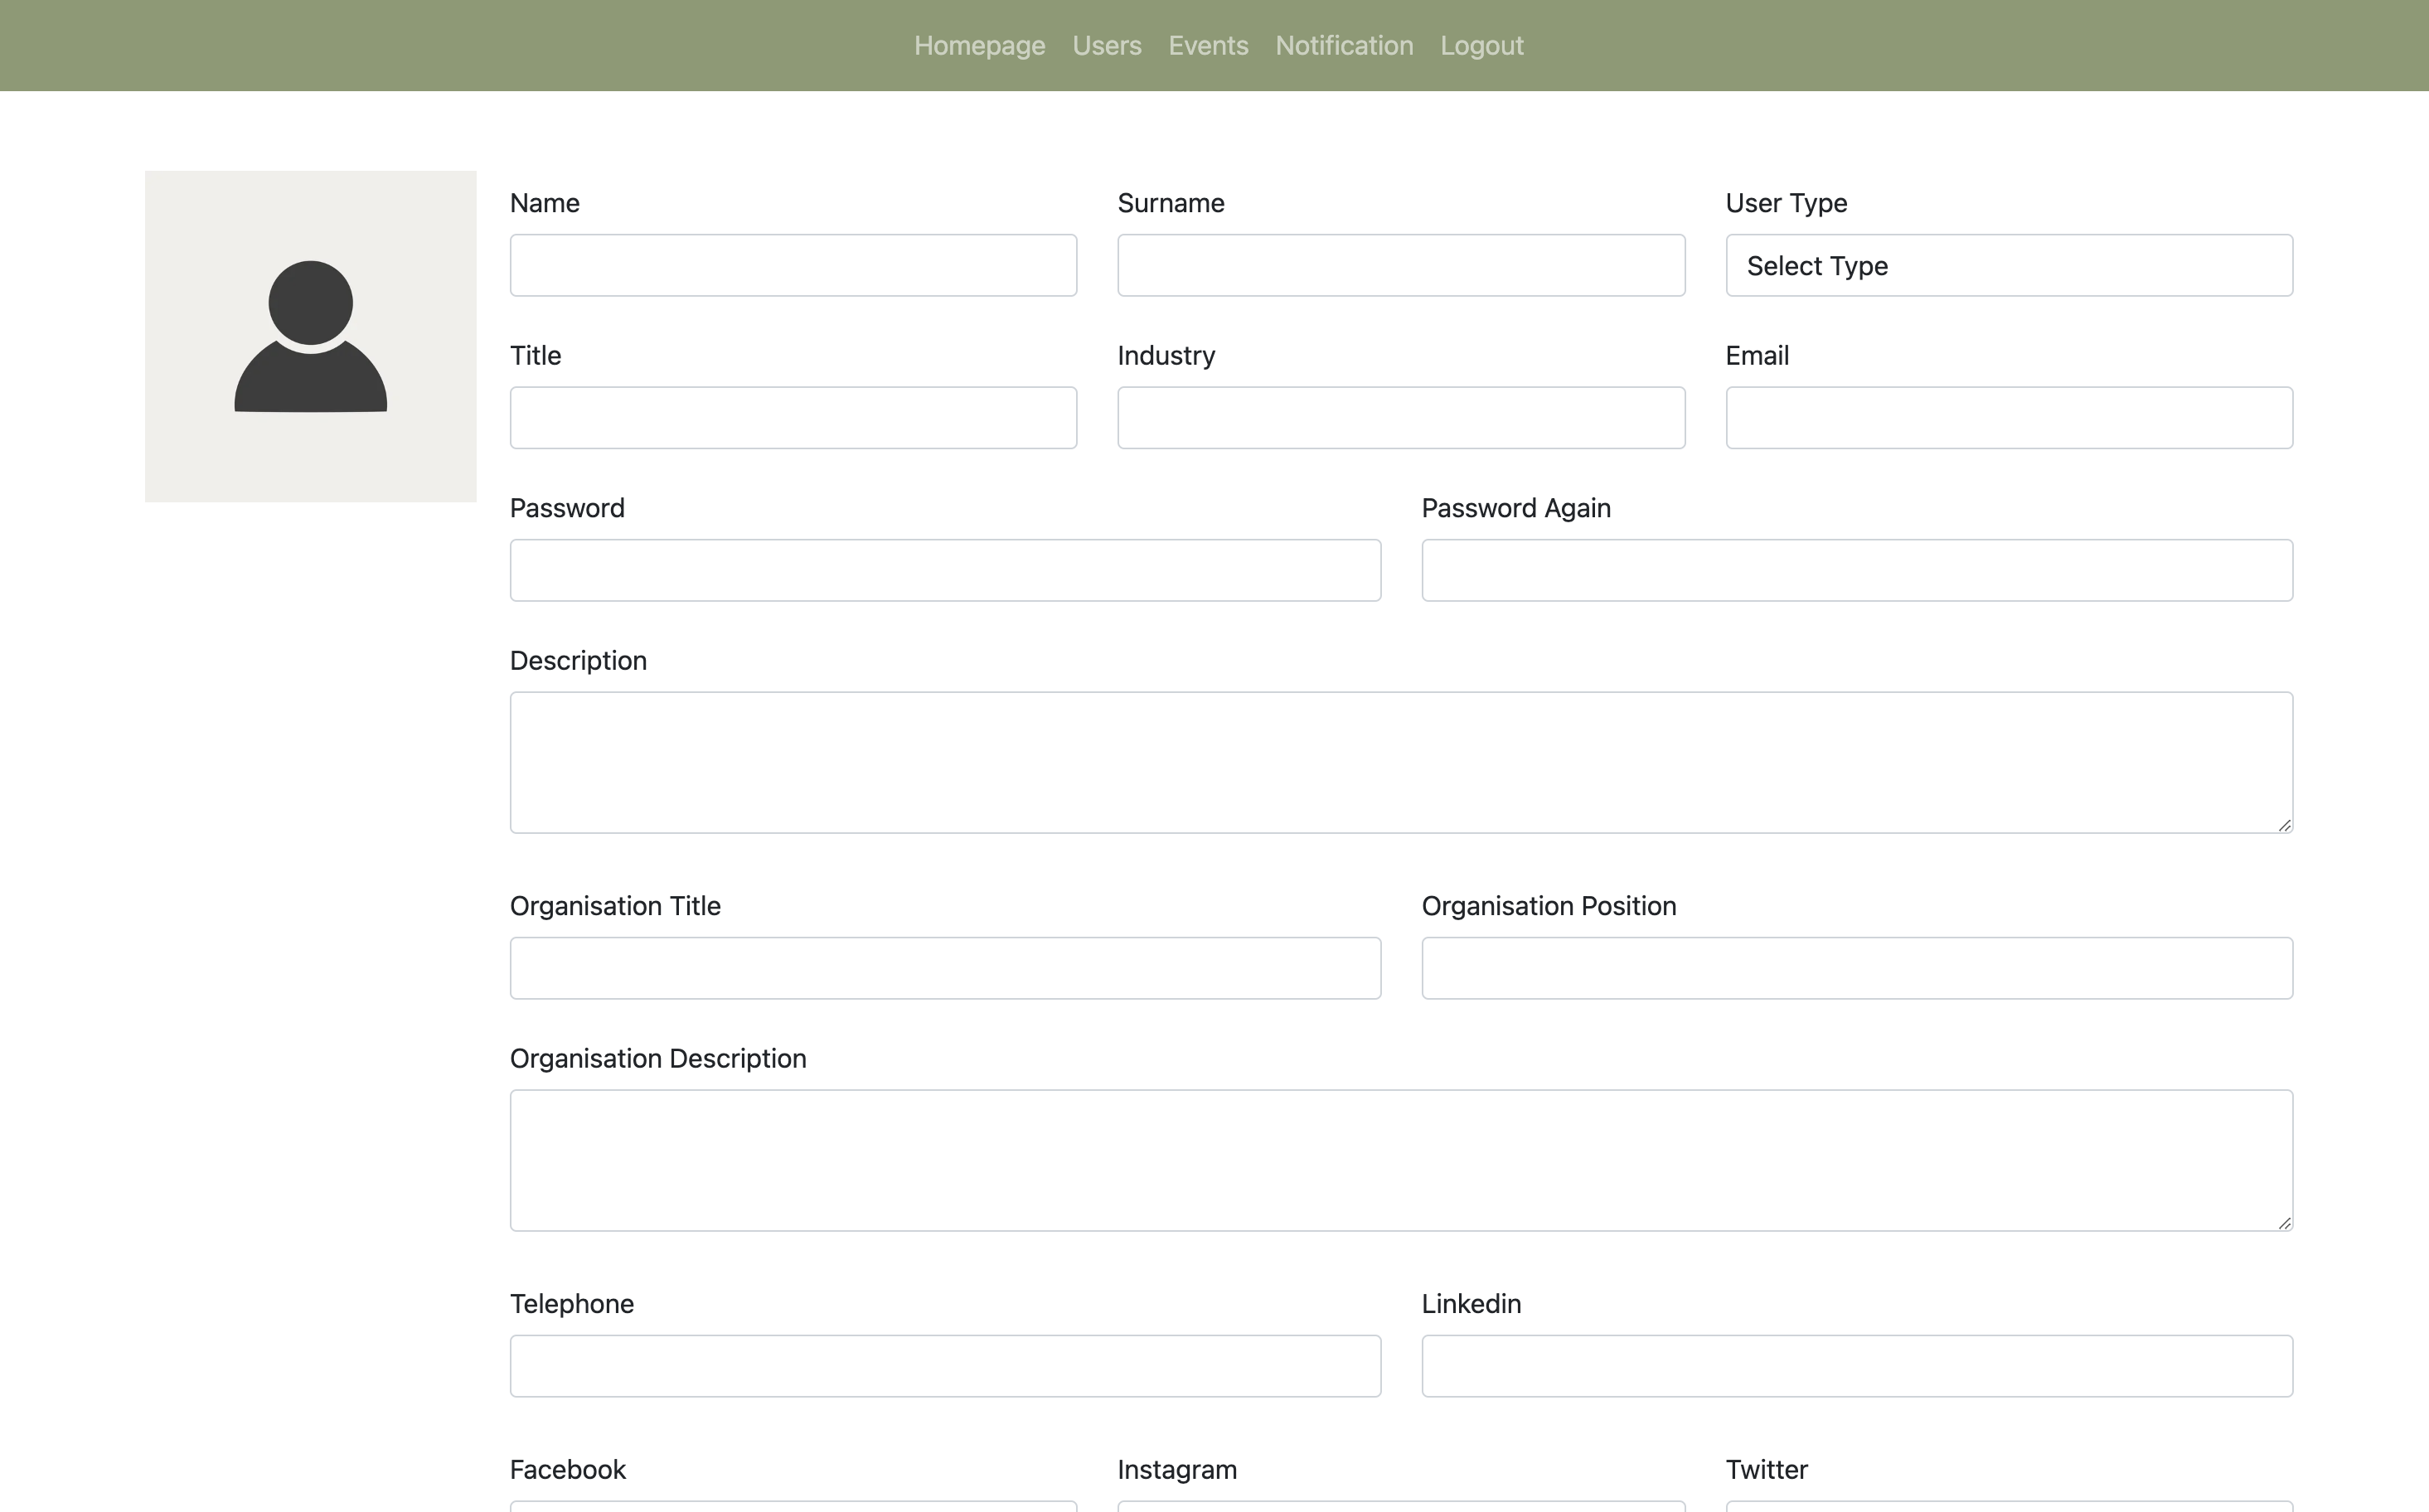 Homepage Users Events Notification Logout
Name Surname User Type
Select Type
Title Industry Email
Password Password Again
Description
Organisation Title Organisation Position
Organisation Description
Telephone Linkedin
Facebook Instagram Twitter